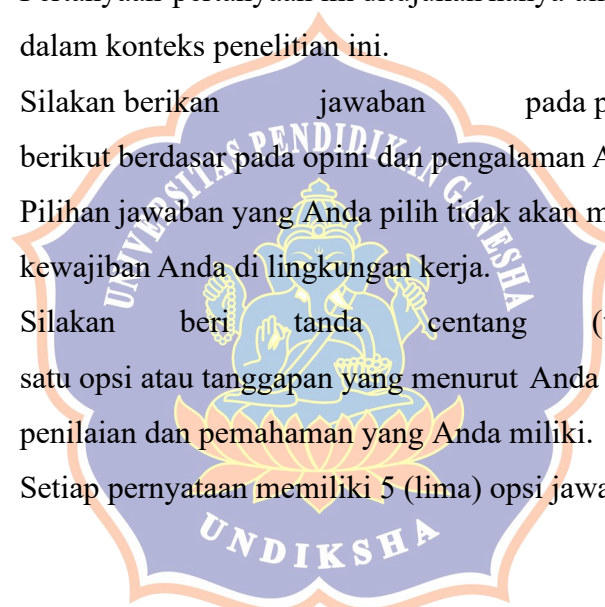 dalam konteks penelitian ini.
Silakan berikan jawaban pada
berikut berdasar pada opini dan pengalaman
Pilihan jawaban yang Anda pilih tidak akan
kewajiban Anda di lingkungan kerja.
Silakan beri tanda centang (
satu opsi atau tanggapan yang menurut Anda
penilaian dan pemahaman yang Anda miliki.
Setiap pernyataan memiliki 5 (lima) opsi
UNIVERSITAS PENDIDIKAN GANESHA
UNDIKSHA